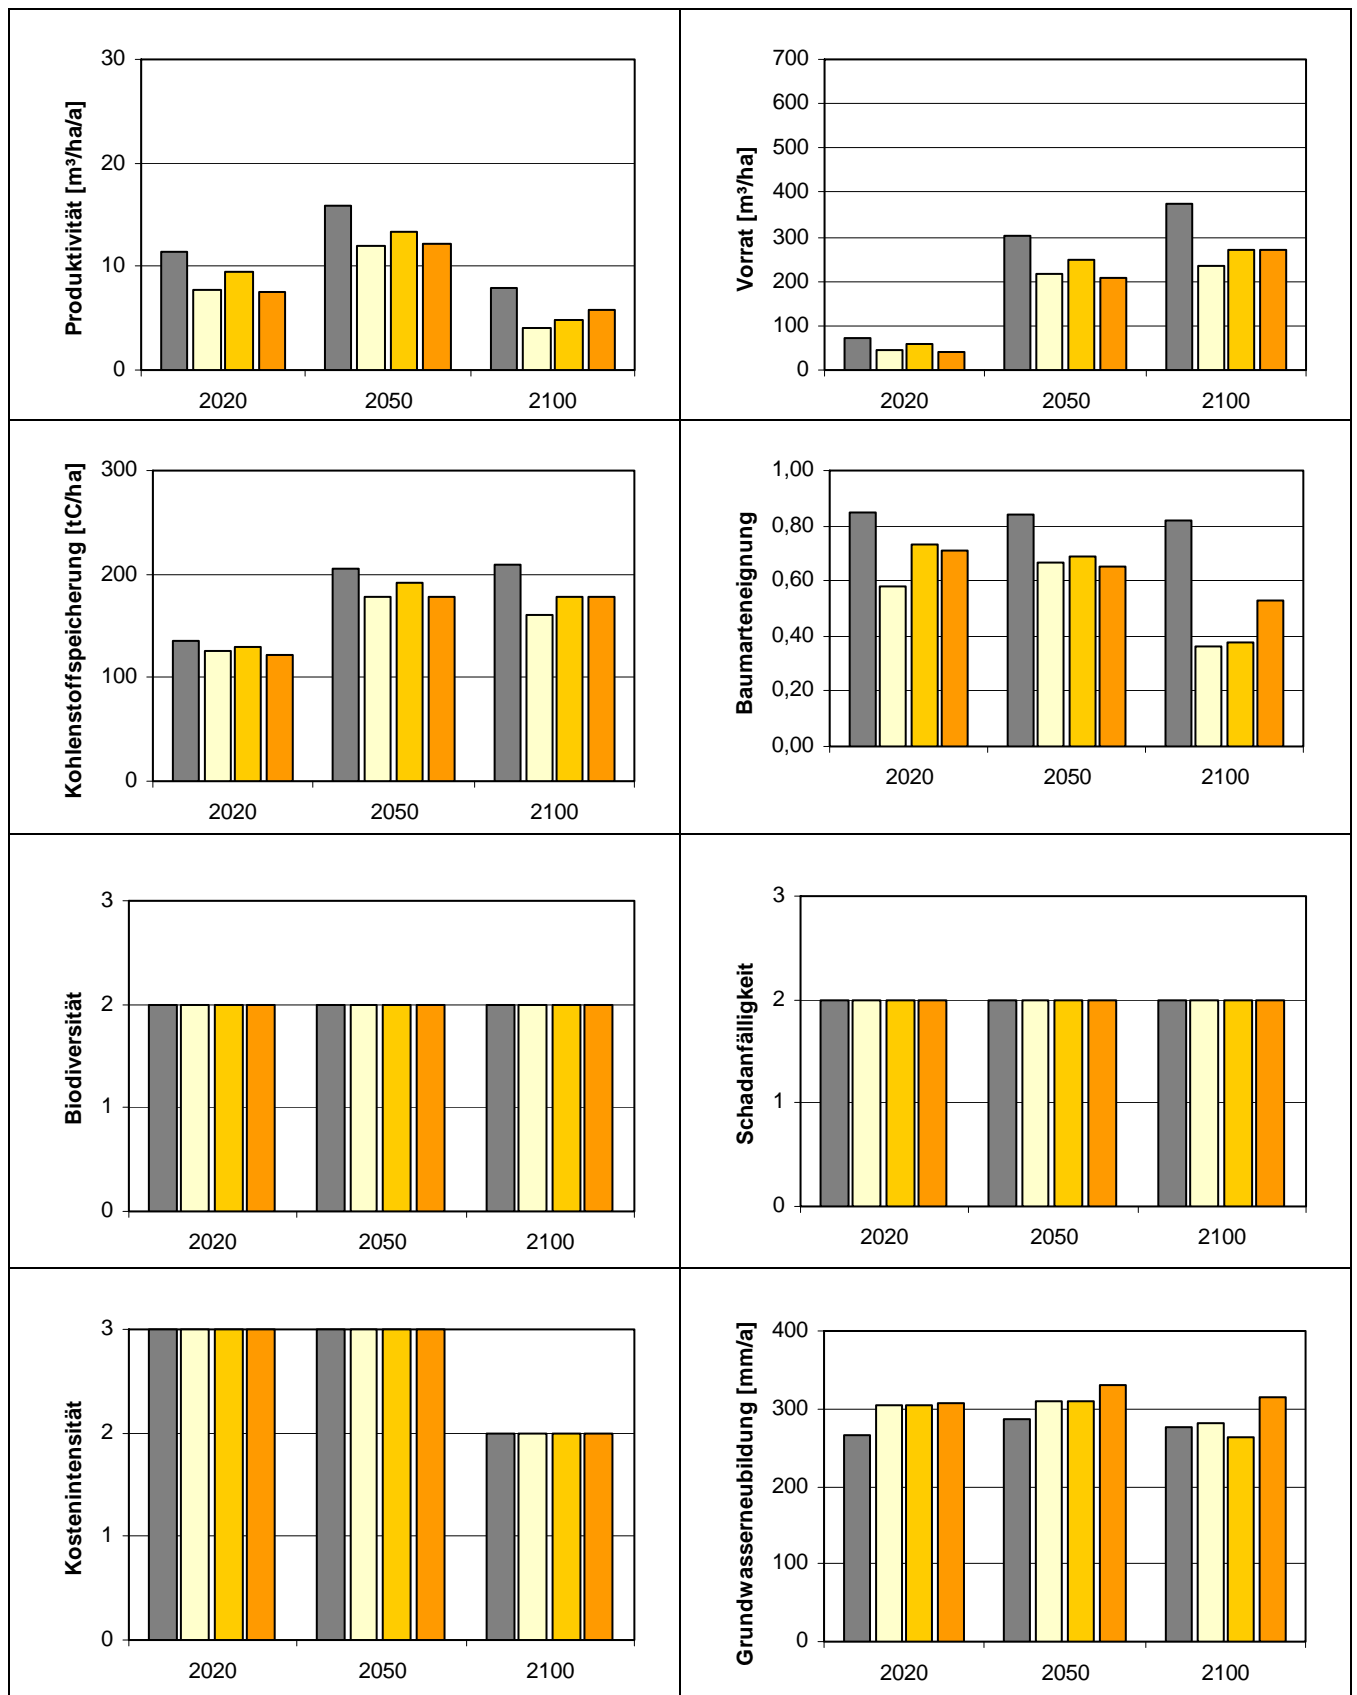 Produktivität [m³/ha/a]
30
20
10
0
2020 2050 2100
Vorrat [m³/ha]
700
600
500
400
300
200
100
0
2020 2050 2100
Kohlenstoffspeicherung [tC/ha]
300
200
100
0
2020 2050 2100
Baumarteneignung
1,00
0,80
0,60
0,40
0,20
0,00
2020 2050 2100
Biodiversität
3
2
1
0
2020 2050 2100
Schadanfälligkeit
3
2
1
0
2020 2050 2100
Kostenintensität
3
2
1
0
2020 2050 2100
Grundwasserneubildung [mm/a]
400
300
200
100
0
2020 2050 2100